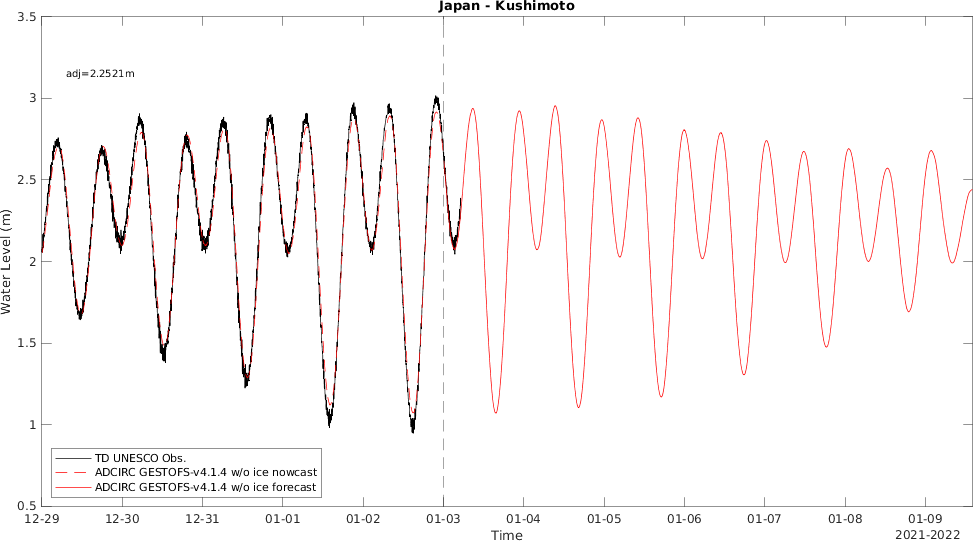 Japan - Kushimoto
adj=2.2521m
Water Level (m)
3.5
3
2.5
2
1.5
1
0.5
TD UNESCO Obs.
ADCIRC GESTOFS-v4.1.4 w/o ice nowcast
ADCIRC GESTOFS-v4.1.4 w/o ice forecast
12-29 12-30 12-31 01-01 01-02 01-03 01-04 01-05 01-06 01-07 01-08 01-09
Time
2021-2022